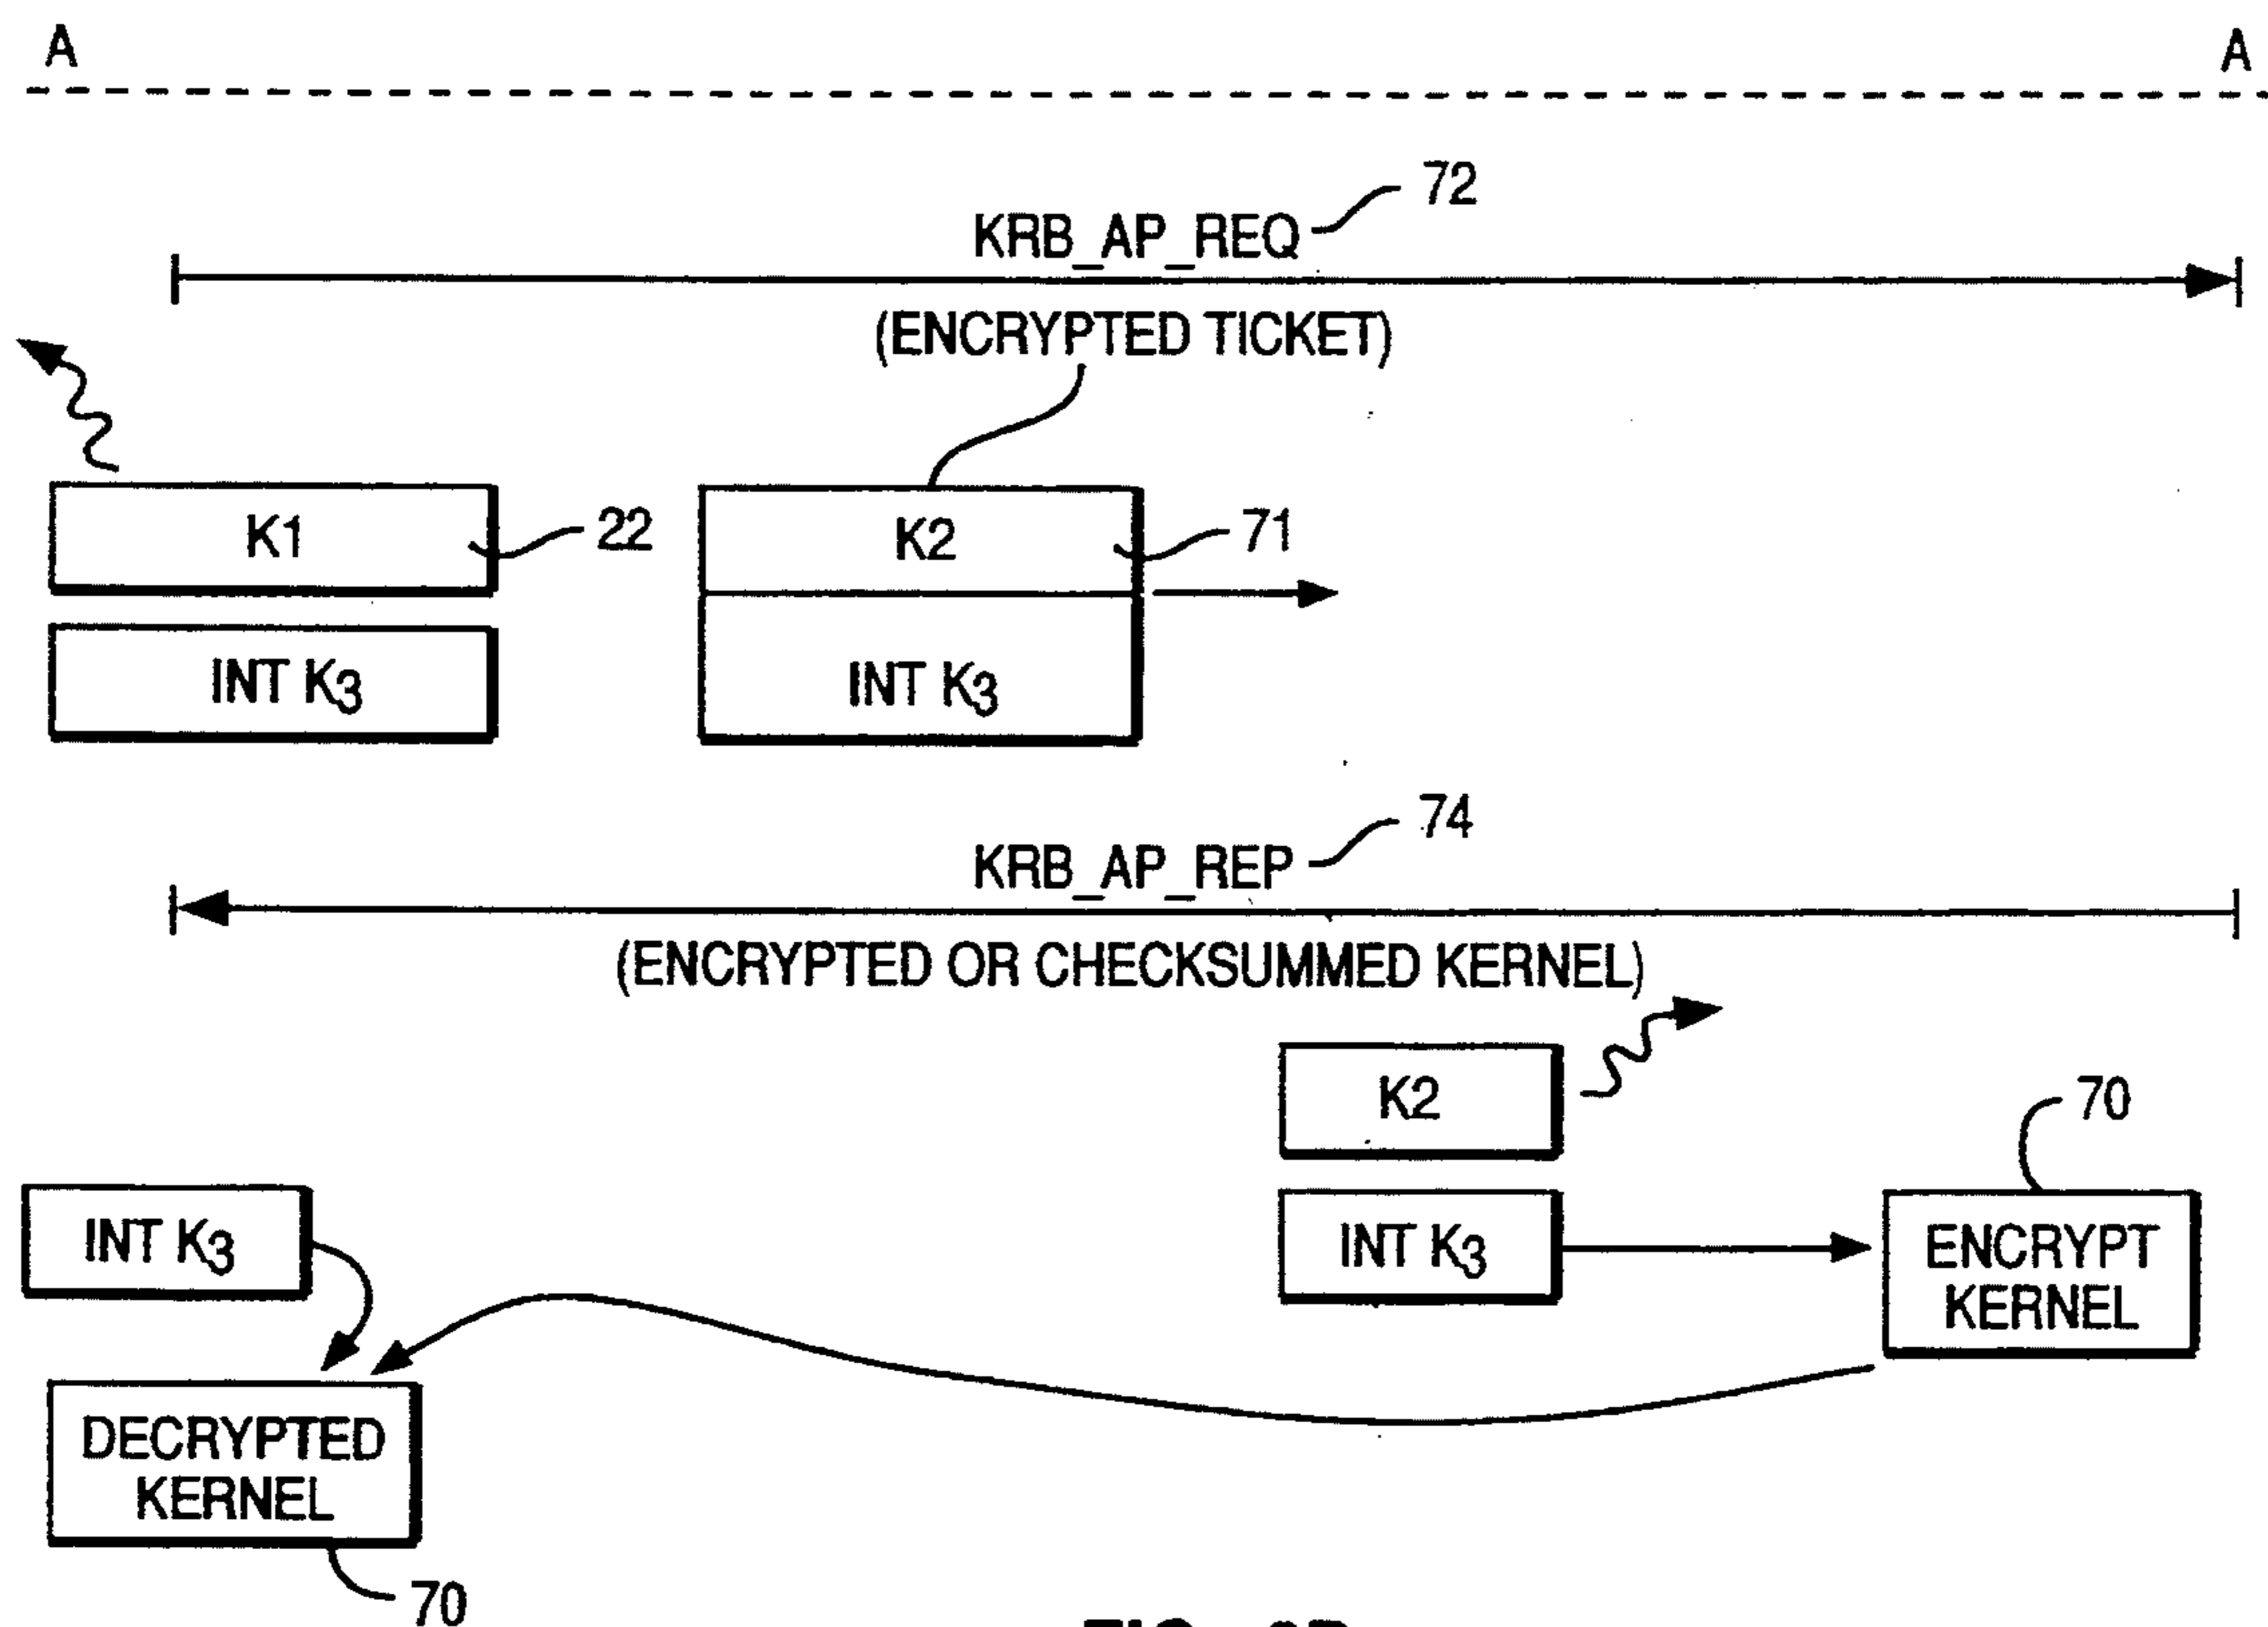 A A
72
KRB_AP_REQ
(ENCRYPTED TICKET)
K1 22
K2 71
INT K3
INT K3
74
KRB_AP_REP
(ENCRYPTED OR CHECKSUMMED KERNEL)
K2
70
INT K3
INT K3
ENCRYPT
KERNEL
DECRYPTED
KERNEL
70